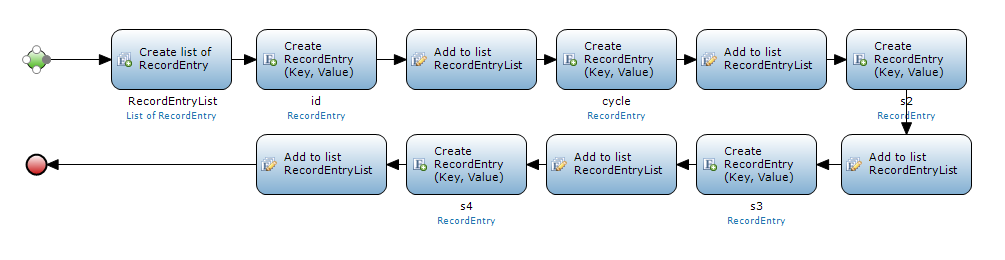 Create list of
RecordEntry
RecordEntryList
List of RecordEntry
Create
RecordEntry
(Key, Value)
id
RecordEntry
Add to list
RecordEntryList
Create
RecordEntry
(Key, Value)
cycle
RecordEntry
Add to list
RecordEntryList
Create
RecordEntry
(Key, Value)
s2
RecordEntry
Add to list
RecordEntryList
Create
RecordEntry
(Key, Value)
s3
RecordEntry
Add to list
RecordEntryList
Create
RecordEntry
(Key, Value)
s4
RecordEntry
Add to list
RecordEntryList